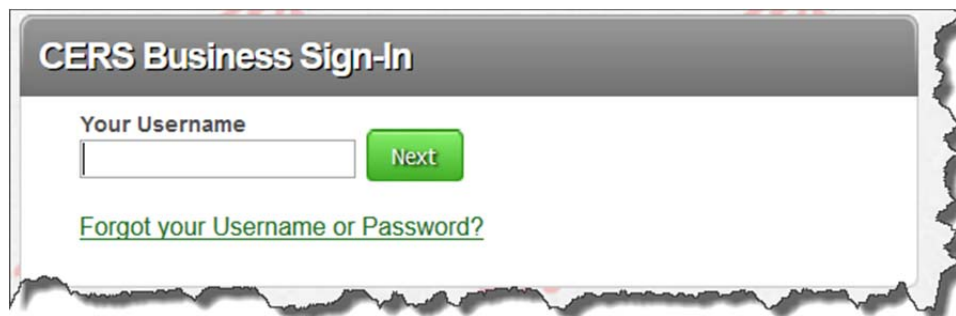 CERS Business Sign-In
Your Username
Next
Forgot your Username or Password?